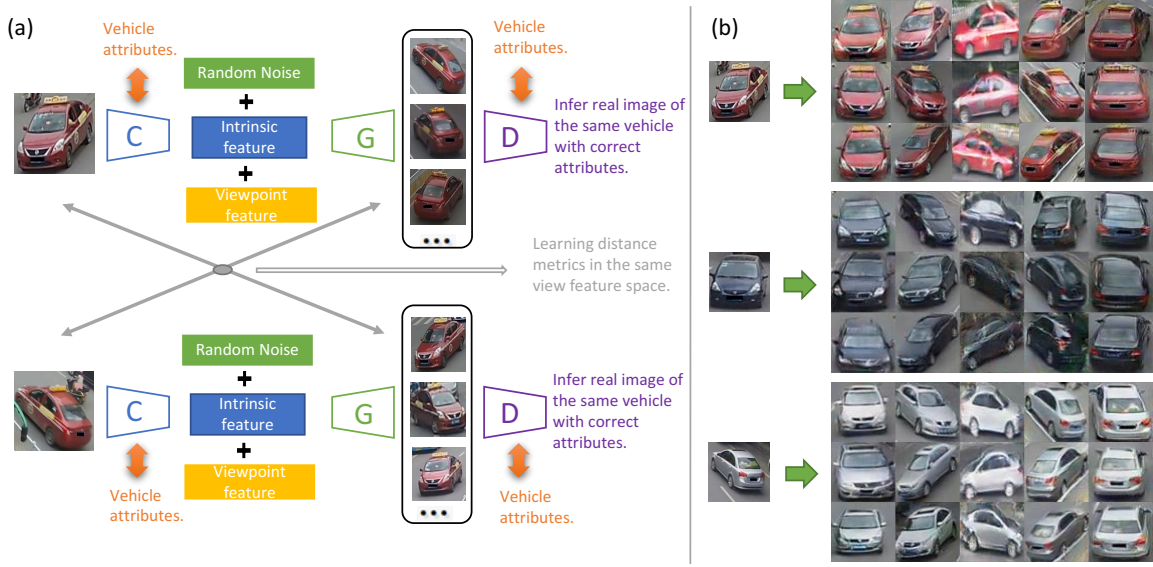 (a)
Vehicle
attributes.
Random Noise
+
C
Intrinsic
feature
+
Viewpoint
feature
G
Vehicle
attributes.
D
Infer real image of
the same vehicle
with correct
attributes.
Learning distance
metrics in the same
view feature space.
Random Noise
+
C
Intrinsic
feature
+
Viewpoint
feature
Vehicle
attributes.
G
D
Infer real image of
the same vehicle
with correct
attributes.
Vehicle
attributes.
(b)